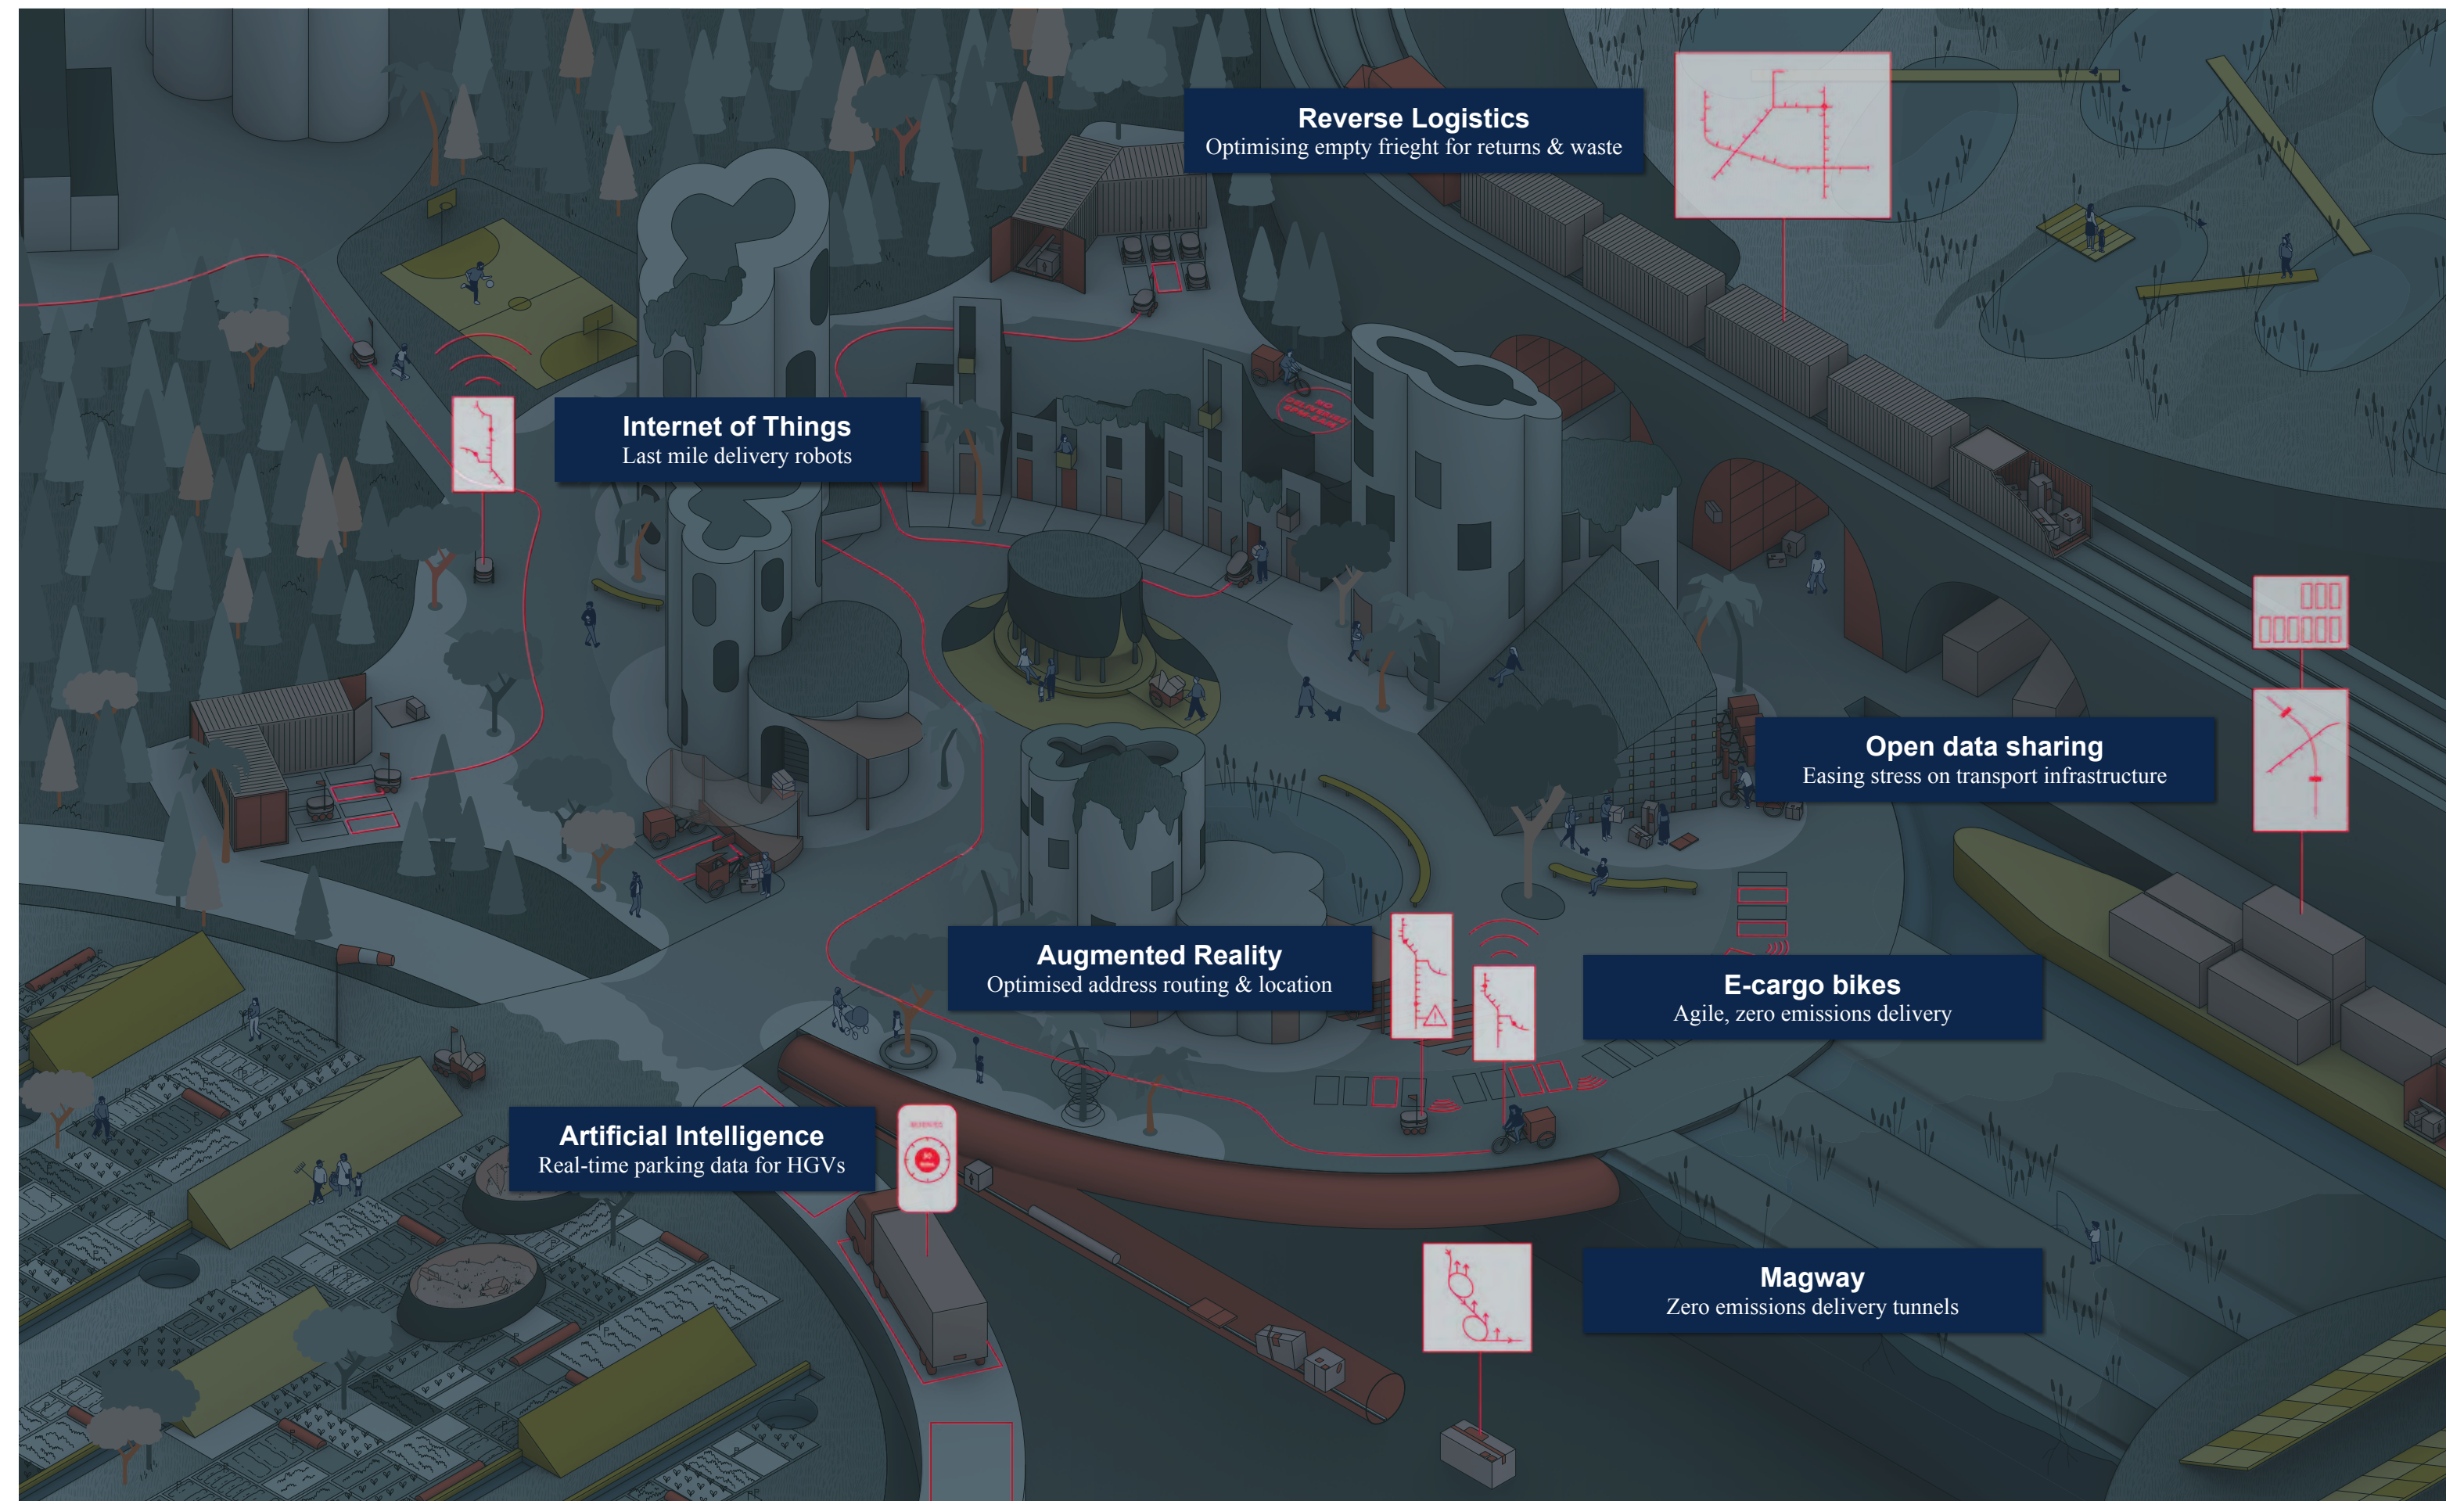 Reverse Logistics
Optimising empty frieght for returns & waste
Internet of Things
Last mile delivery robots
NO
DELIVERIES
Open data sharing
Easing stress on transport infrastructure
Augmented Reality
Optimised address routing & location
E-cargo bikes
Agile, zero emissions delivery
Artificial Intelligence
Real-time parking data for HGVs
Magway
Zero emissions delivery tunnels